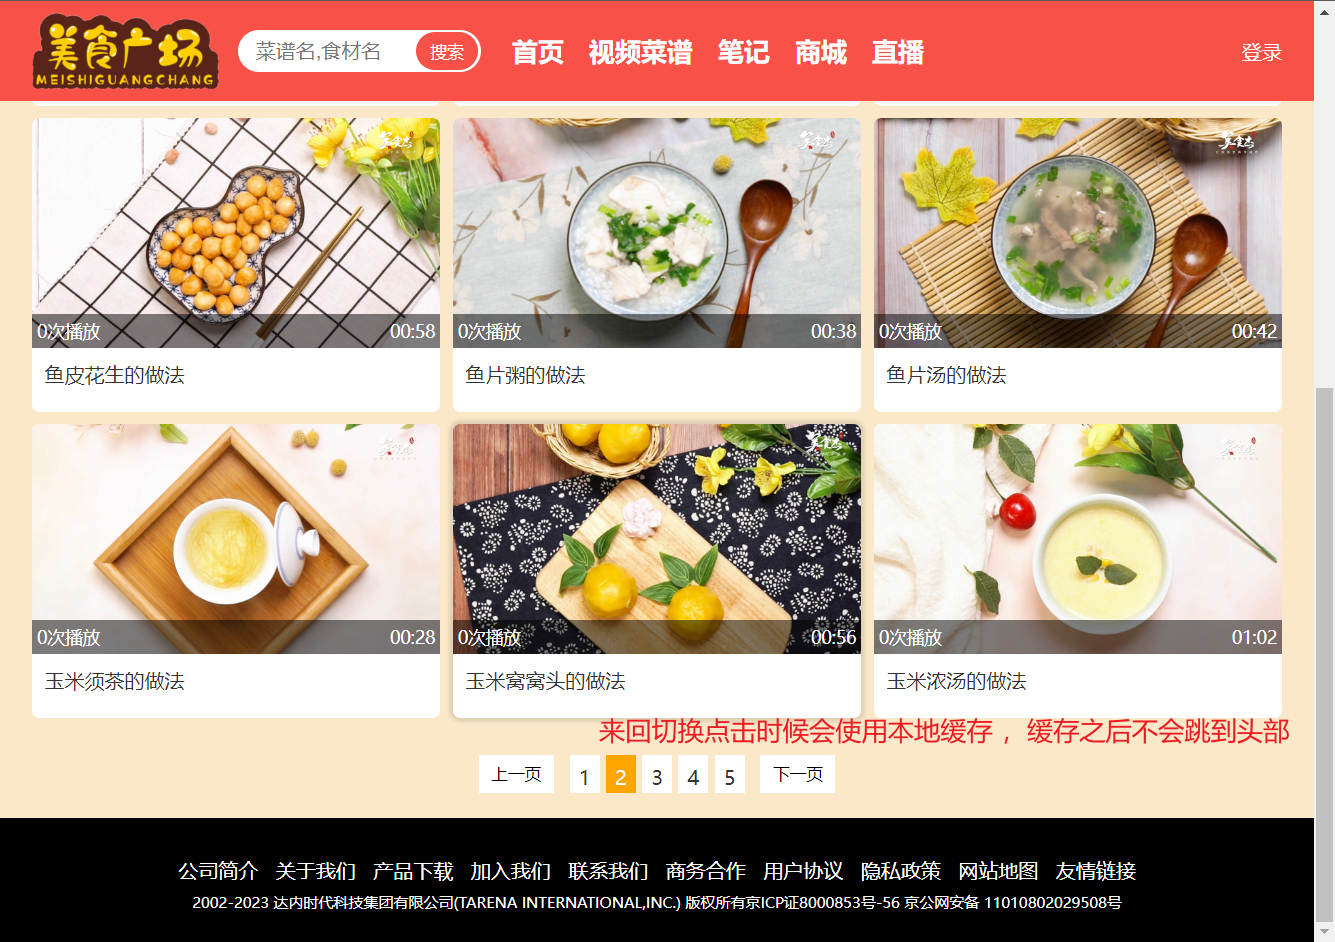 美食广场
MEISHIGUANGCHANG
菜谱名,食材名 搜索 首页 视频菜谱 笔记 商城 直播 登录
0次播放 00:58 0次播放 00:38 0次播放 00:42
鱼皮花生的做法 鱼片粥的做法 鱼片汤的做法
0次播放 00:28 0次播放 00:56 0次播放 01:02
玉米须茶的做法 玉米窝窝头的做法 玉米浓汤的做法
来回切换点击时候会使用本地缓存，缓存之后不会跳到头部
上一页 1 2 3 4 5 下一页
公司简介 关于我们 产品下载 加入我们 联系我们 商务合作 用户协议 隐私政策 网站地图 友情链接
2002-2023 达内时代科技集团有限公司(TARENA INTERNATIONAL,INC.) 版权所有京ICP证8000853号-56 京公网安备 11010802029508号